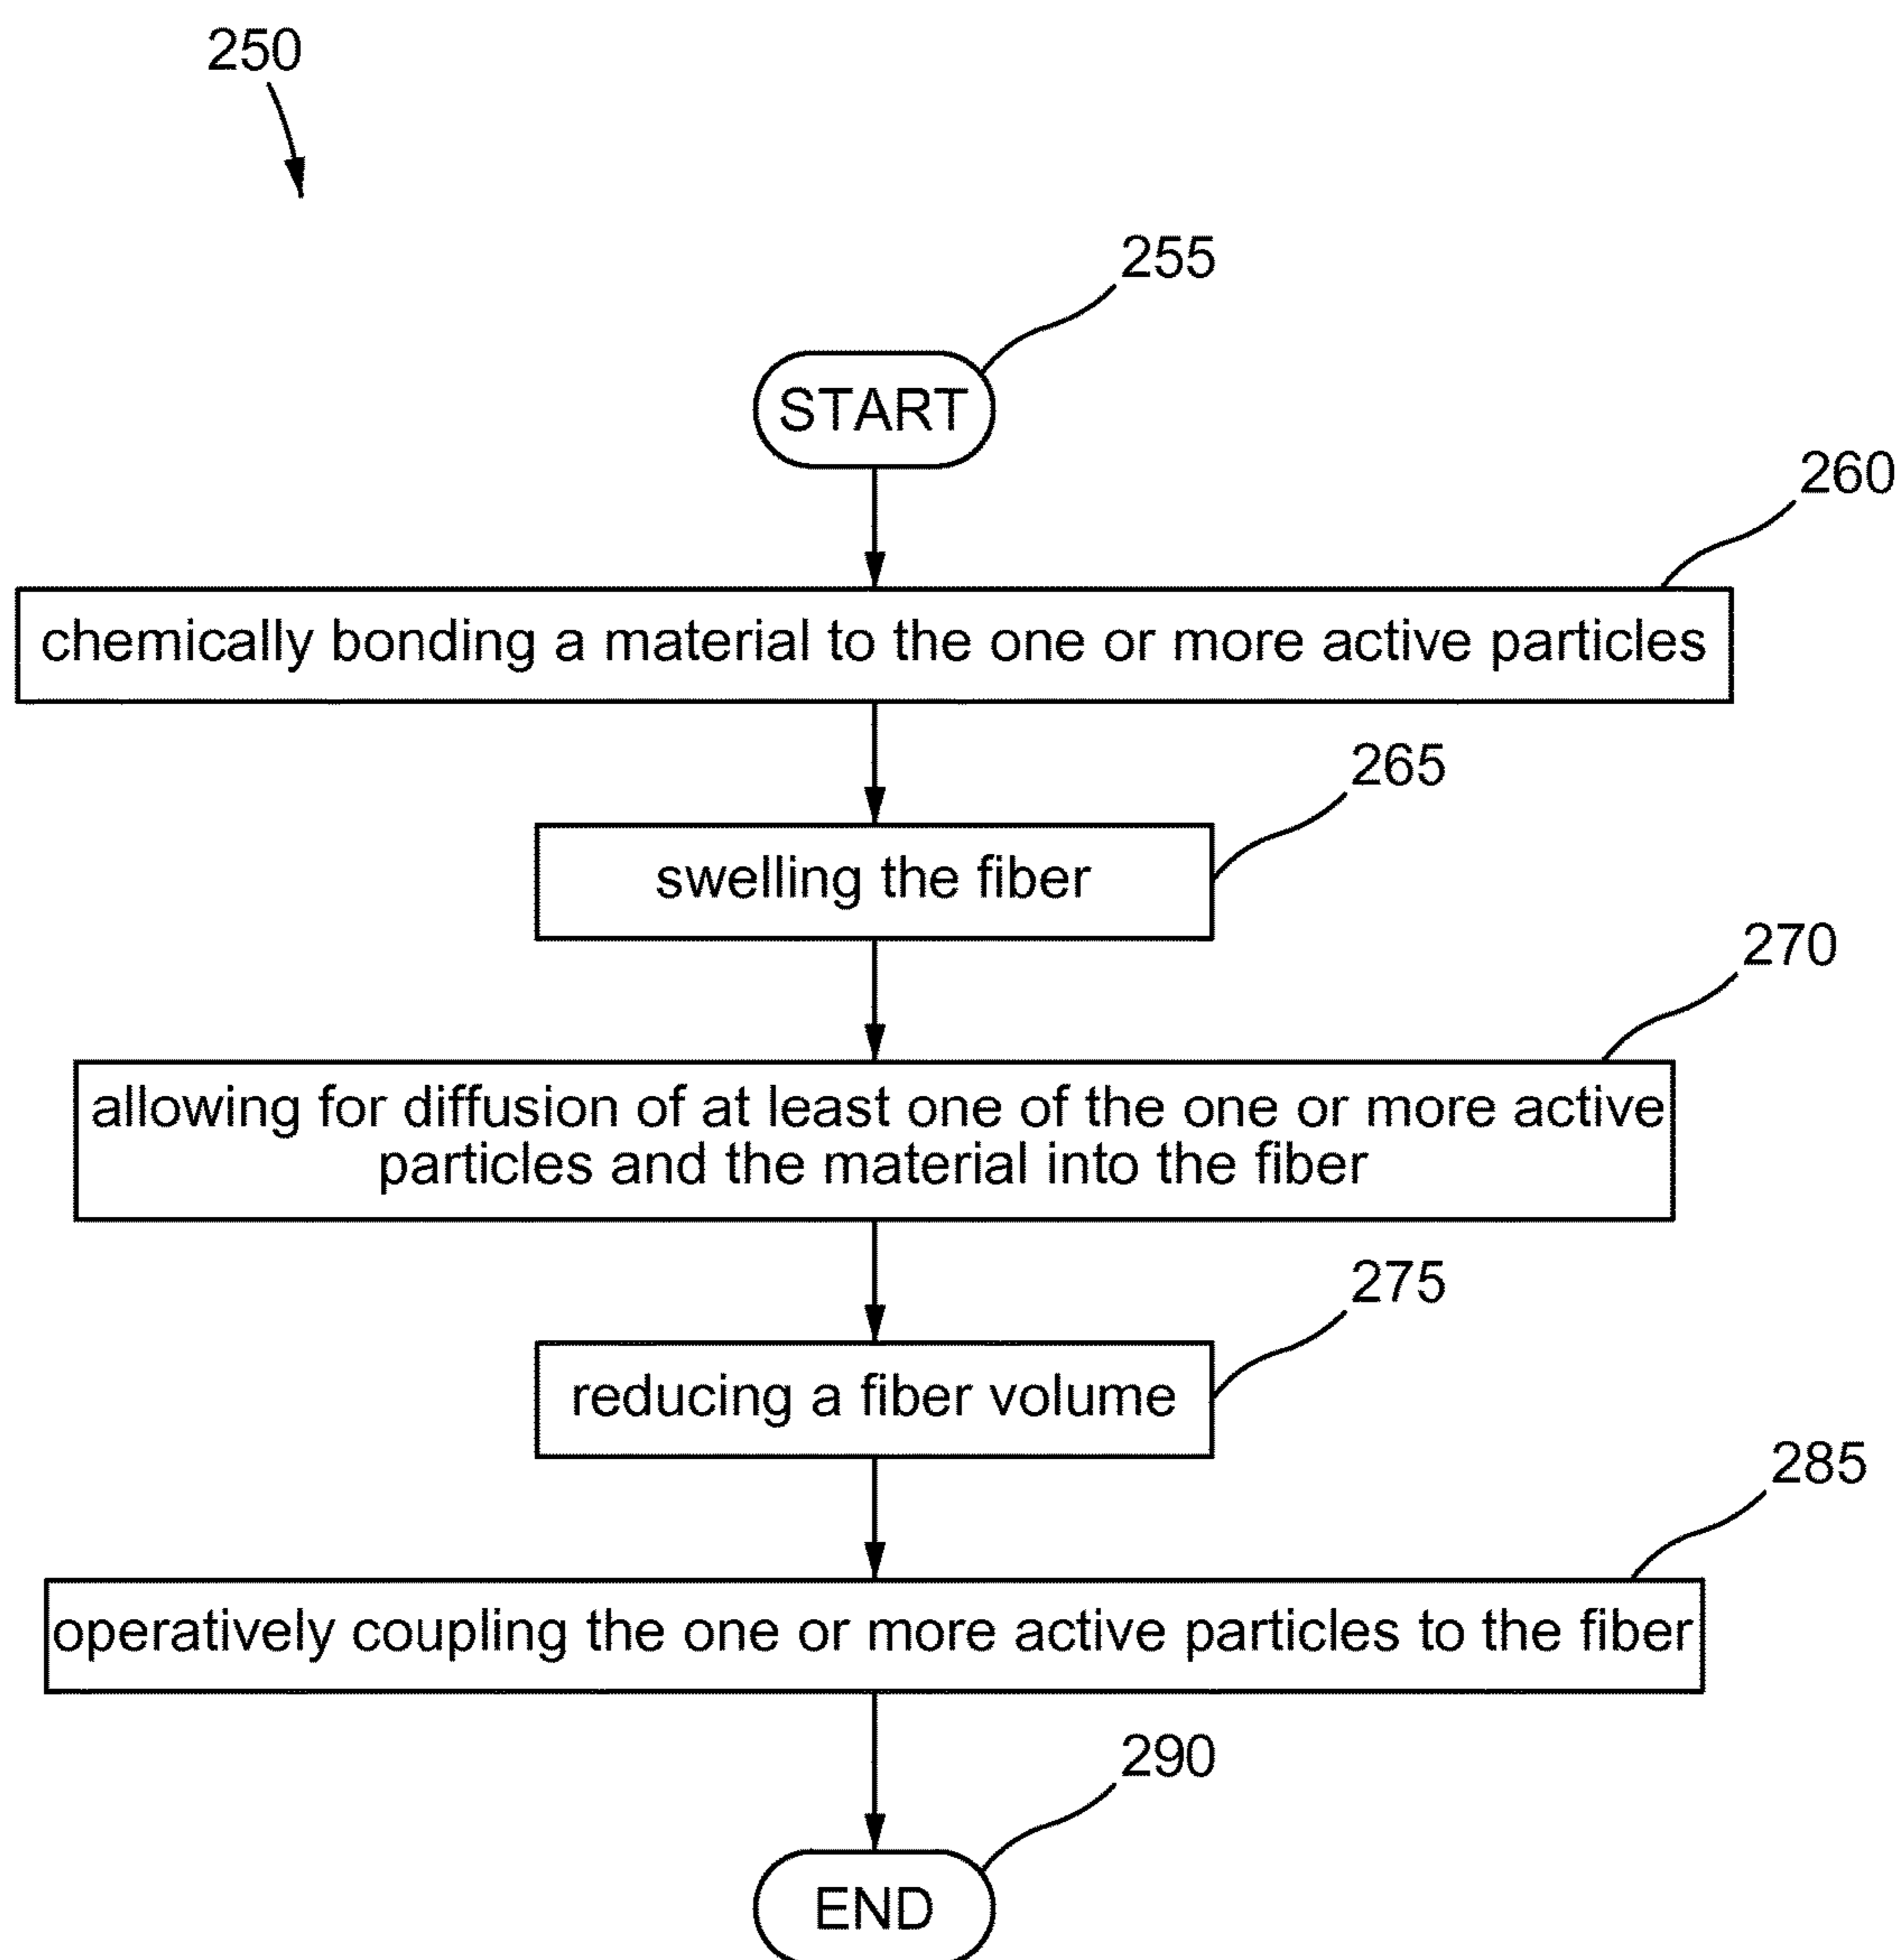 250
255
START
260
chemically bonding a material to the one or more active particles
265
swelling the fiber
270
allowing for diffusion of at least one of the one or more active
particles and the material into the fiber
275
reducing a fiber volume
285
operatively coupling the one or more active particles to the fiber
290
END